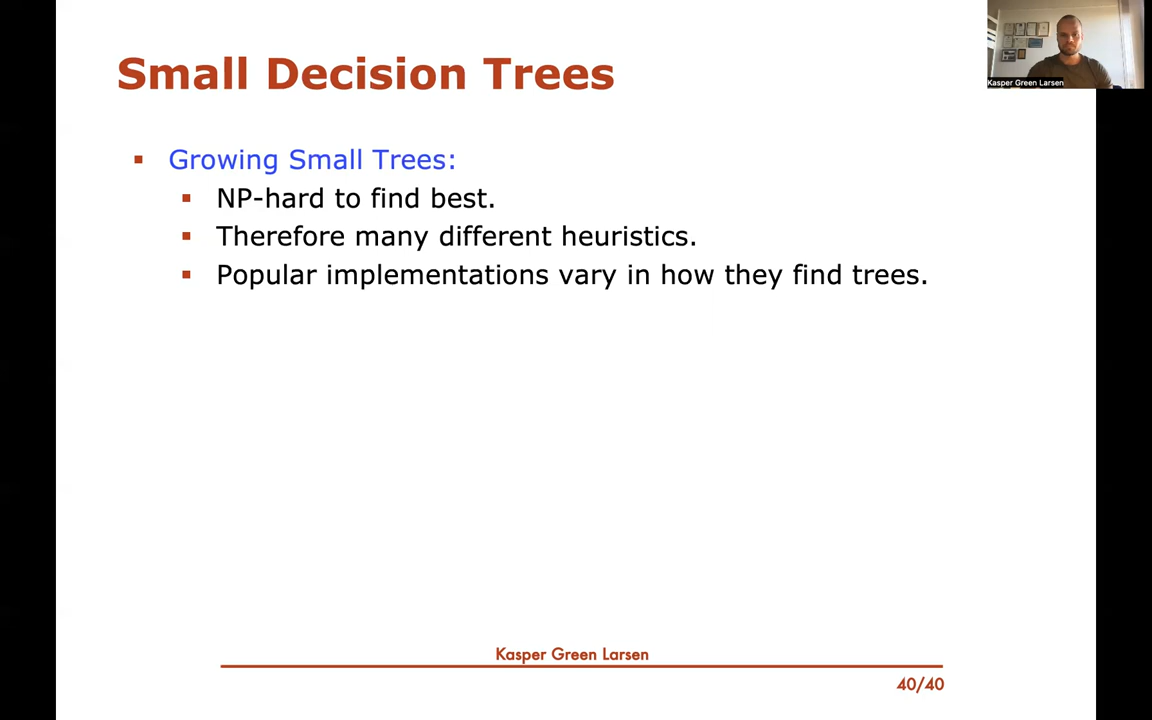 Small Decision Trees
Kasper Green Larsen
▪ Growing Small Trees:
▪ NP-hard to find best.
▪ Therefore many different heuristics.
▪ Popular implementations vary in how they find trees.
Kasper Green Larsen
40/40